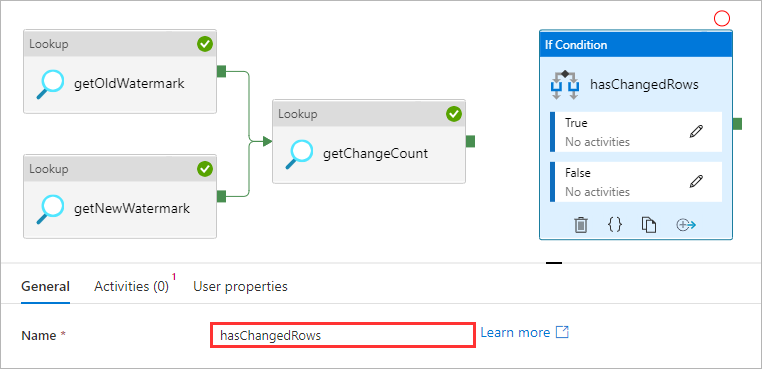 Lookup
getOldWatermark
Lookup
getNewWatermark
Lookup
getChangeCount
If Condition
hasChangedRows
True
No activities
False
No activities
General
Activities (0) 1
User properties
Name *
hasChangedRows
Learn more